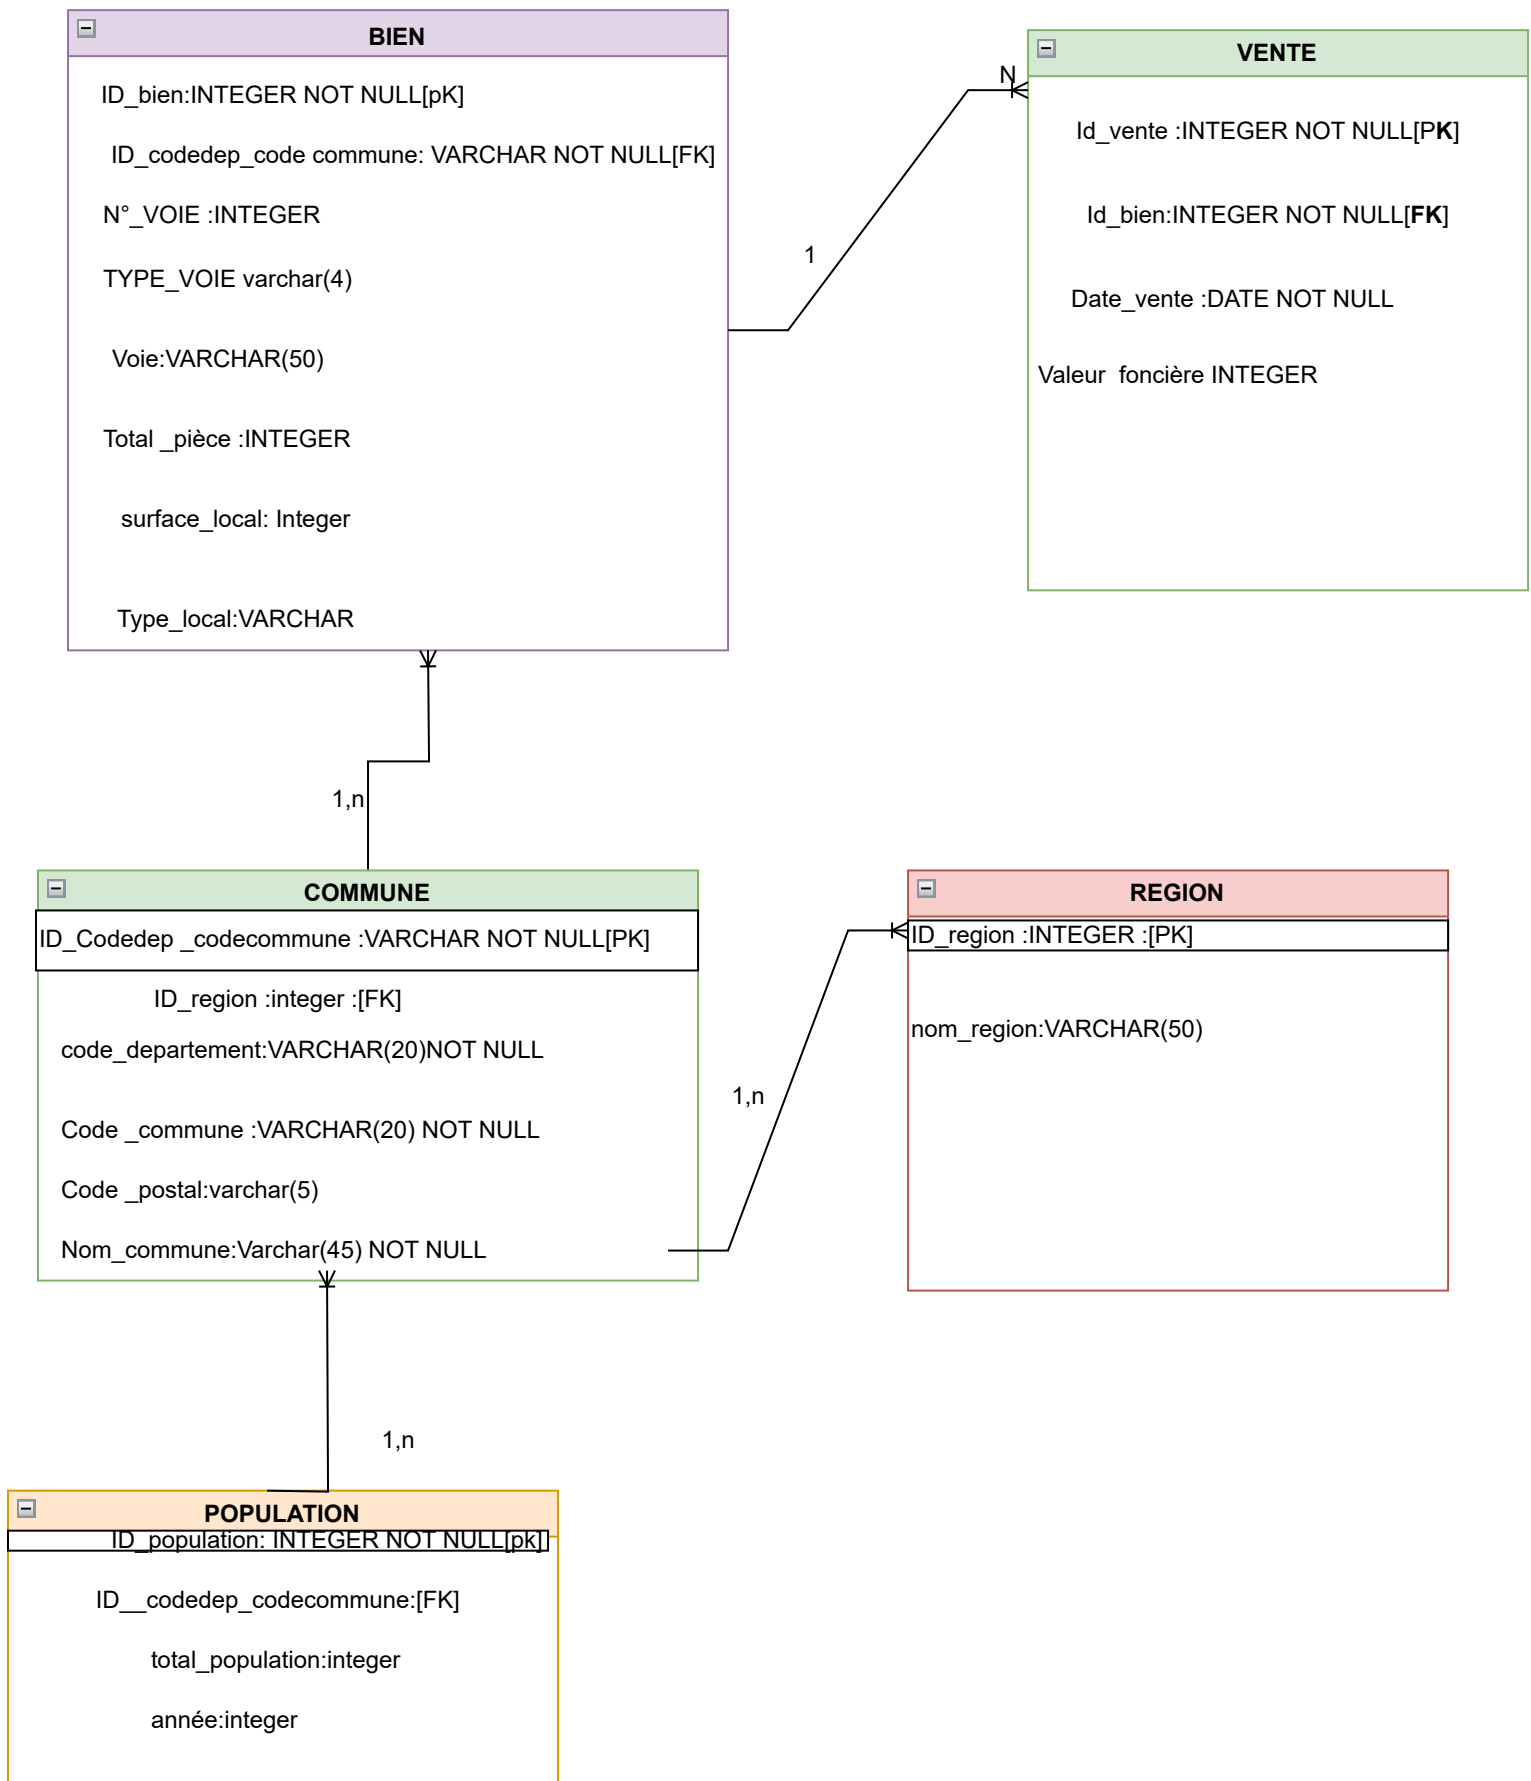 BIEN
ID_bien:INTEGER NOT NULL[pK]
ID_codedep_code commune: VARCHAR NOT NULL[FK]
N°_VOIE :INTEGER
TYPE_VOIE varchar(4)
Voie:VARCHAR(50)
Total _pièce :INTEGER
surface_local: Integer
Type_local:VARCHAR
1
N
VENTE
Id_vente :INTEGER NOT NULL[PK]
Id_bien:INTEGER NOT NULL[FK]
Date_vente :DATE NOT NULL
Valeur  foncière INTEGER
1,n
COMMUNE
ID_Codedep _codecommune :VARCHAR NOT NULL[PK]
ID_region :integer :[FK]
code_departement:VARCHAR(20)NOT NULL
Code _commune :VARCHAR(20) NOT NULL
Code _postal:varchar(5)
Nom_commune:Varchar(45) NOT NULL
1,n
REGION
ID_region :INTEGER :[PK]
nom_region:VARCHAR(50)
1,n
POPULATION
ID_population: INTEGER NOT NULL[pk]
ID__codedep_codecommune:[FK]
total_population:integer
année:integer